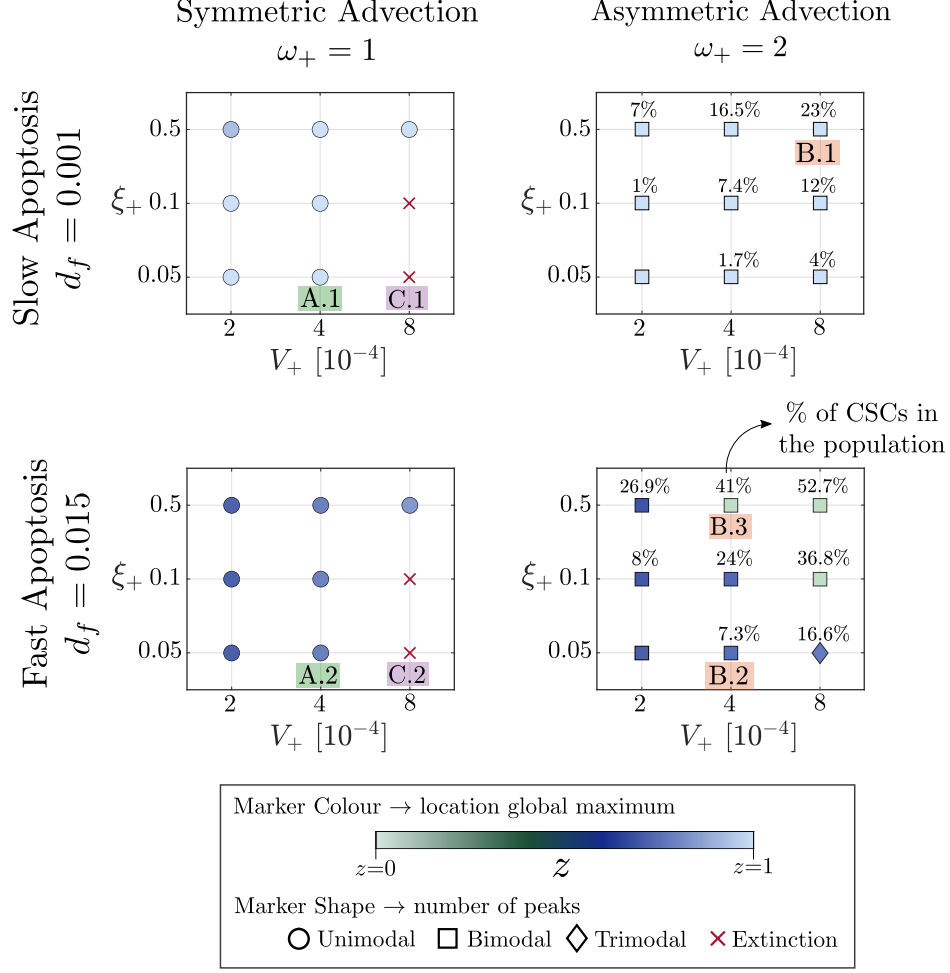 Symmetric Advection
ω₊ = 1
Asymmetric Advection
ω₊ = 2
Slow Apoptosis
d_f = 0.001
0.5
ξ₊ 0.1
0.05
A.1
C.1
2 4 8
V₊ [10⁻⁴]
7% 16.5% 23%
0.5
B.1
1% 7.4% 12%
ξ₊ 0.1
1.7% 4%
0.05
2 4 8
V₊ [10⁻⁴]
% of CSCs in
the population
Fast Apoptosis
d_f = 0.015
0.5
ξ₊ 0.1
0.05
A.2
C.2
2 4 8
V₊ [10⁻⁴]
26.9% 41% 52.7%
0.5
B.3
8% 24% 36.8%
ξ₊ 0.1
7.3% 16.6%
0.05
B.2
2 4 8
V₊ [10⁻⁴]
Marker Colour → location global maximum
z=0 z z=1
Marker Shape → number of peaks
Unimodal Bimodal Trimodal Extinction